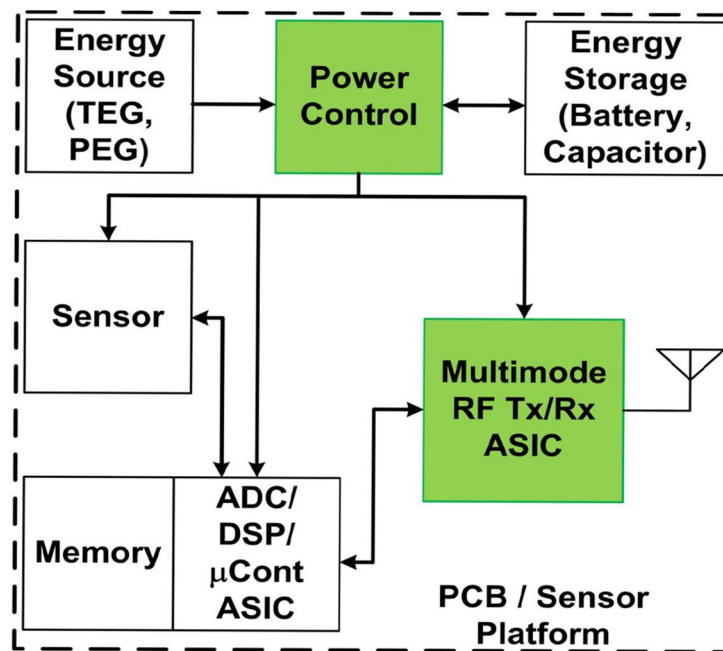 Energy
Source
(TEG,
PEG)
Power
Control
Energy
Storage
(Battery,
Capacitor)
Sensor
Multimode
RF Tx/Rx
ASIC
Memory
ADC/
DSP/
μCont
ASIC
PCB / Sensor
Platform